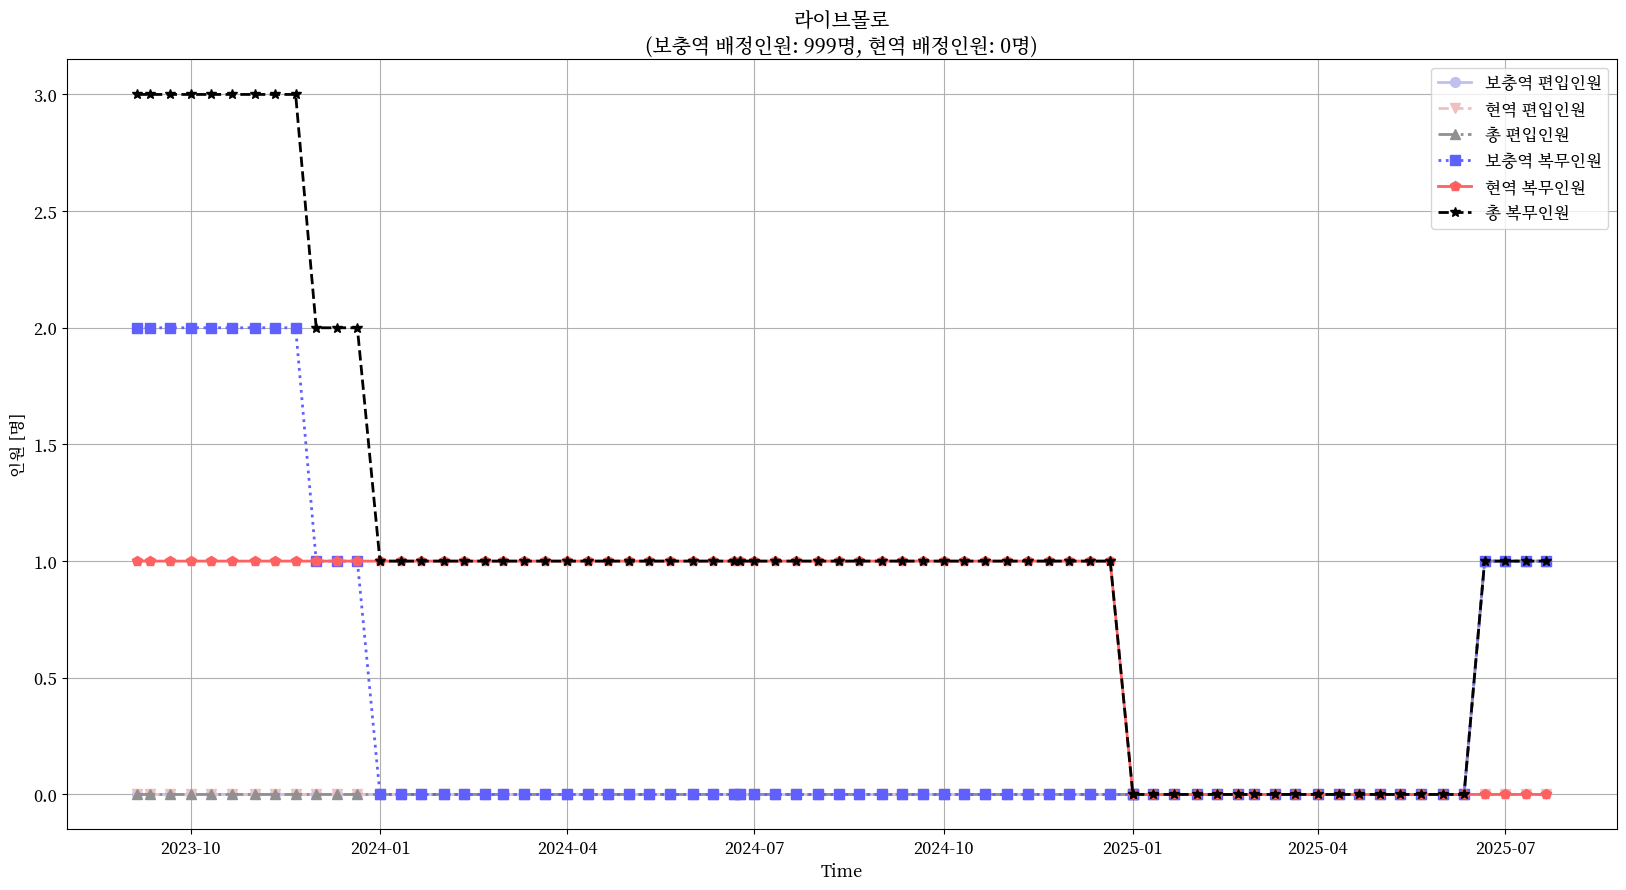 라이브몰로
(보충역 배정인원: 999명, 현역 배정인원: 0명)
보충역 편입인원
현역 편입인원
총 편입인원
보충역 복무인원
현역 복무인원
총 복무인원
인원 [명]
3.0
2.5
2.0
1.5
1.0
0.5
0.0
2023-10
2024-01
2024-04
2024-07
2024-10
2025-01
2025-04
2025-07
Time